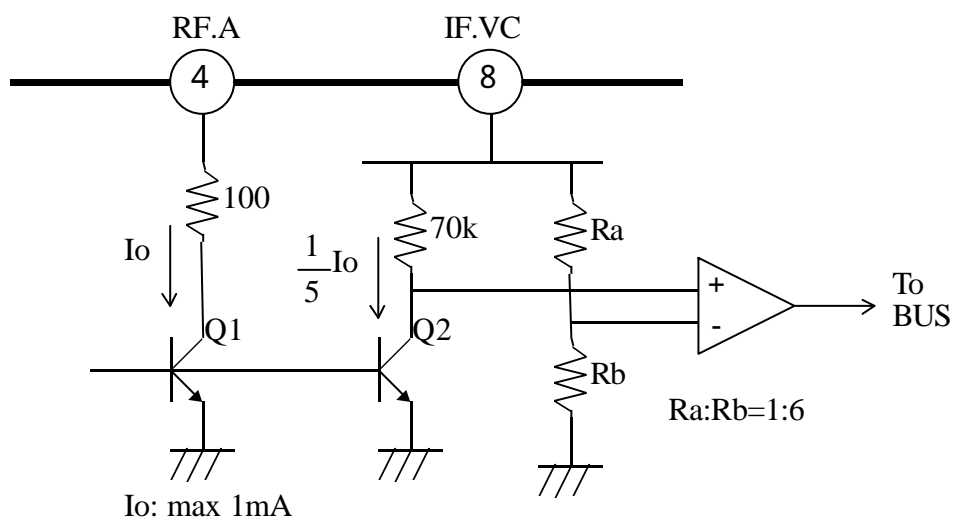 RF.A
IF.VC
4
8
100
70k
Ra
Io
1
5
Io
+
-
To
BUS
Q1
Q2
Rb
Ra:Rb=1:6
Io: max 1mA